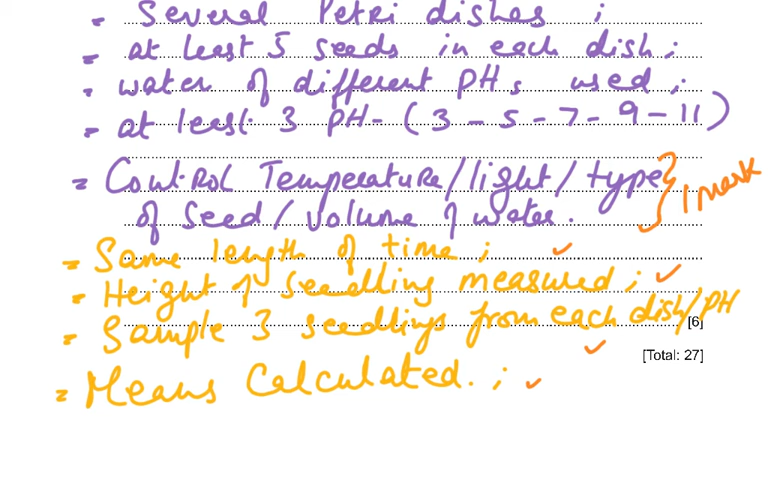 - Several Petri dishes ;
- at least 5 seeds in each dish ;
- water of different PHs used ;
- at least 3 PH- (3 - 5 - 7 - 9 - 11)
- Control Temperature/light/type
of Seed/Volume of water.
1 mark
- Same length of time ; ✓
- Height of Seedling measured ; ✓
- Sample 3 seedlings from each dish/PH ✓
[6]
[Total: 27]
- Means Calculated. ; ✓